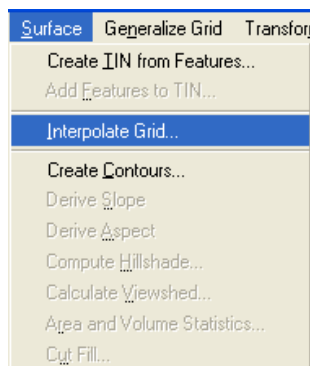 Surface Generalize Grid Transfor
Create TIN from Features...
Add Features to TIN...
Interpolate Grid...
Create Contours...
Derive Slope
Derive Aspect
Compute Hillshade...
Calculate Viewshed...
Area and Volume Statistics...
Cut Fill...